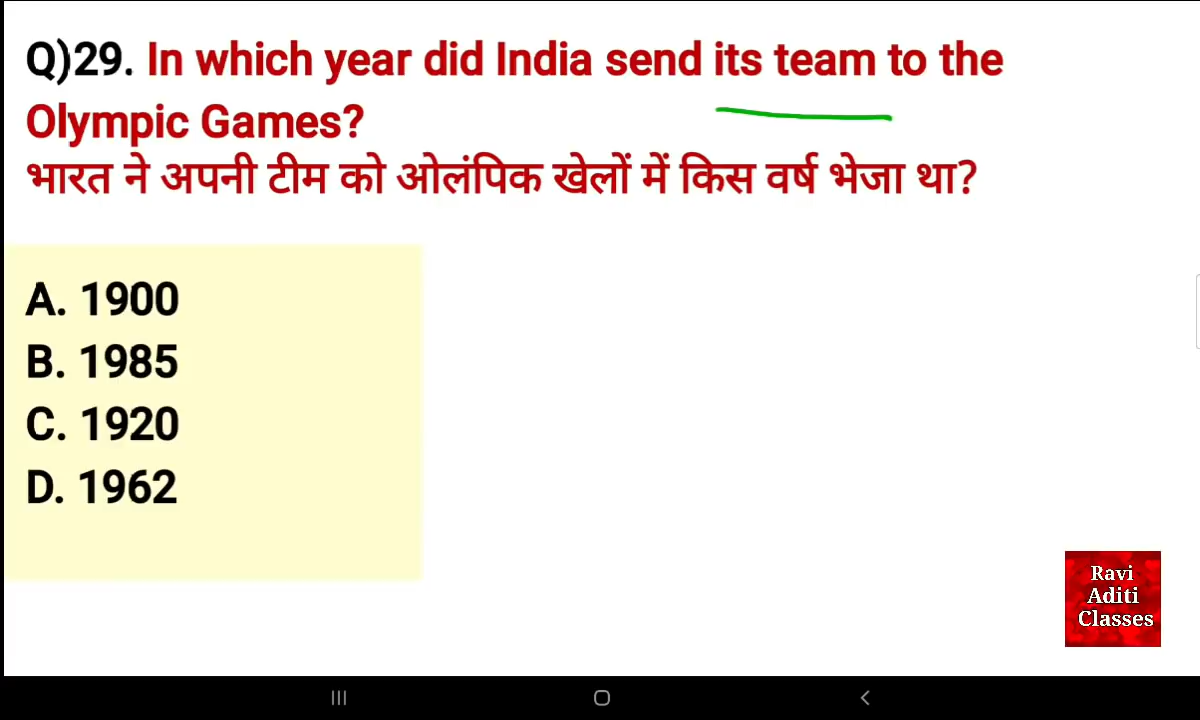 Q)29. In which year did India send its team to the
Olympic Games?
भारत ने अपनी टीम को ओलंपिक खेलों में किस वर्ष भेजा था?
A. 1900
B. 1985
C. 1920
D. 1962
Ravi
Aditi
Classes